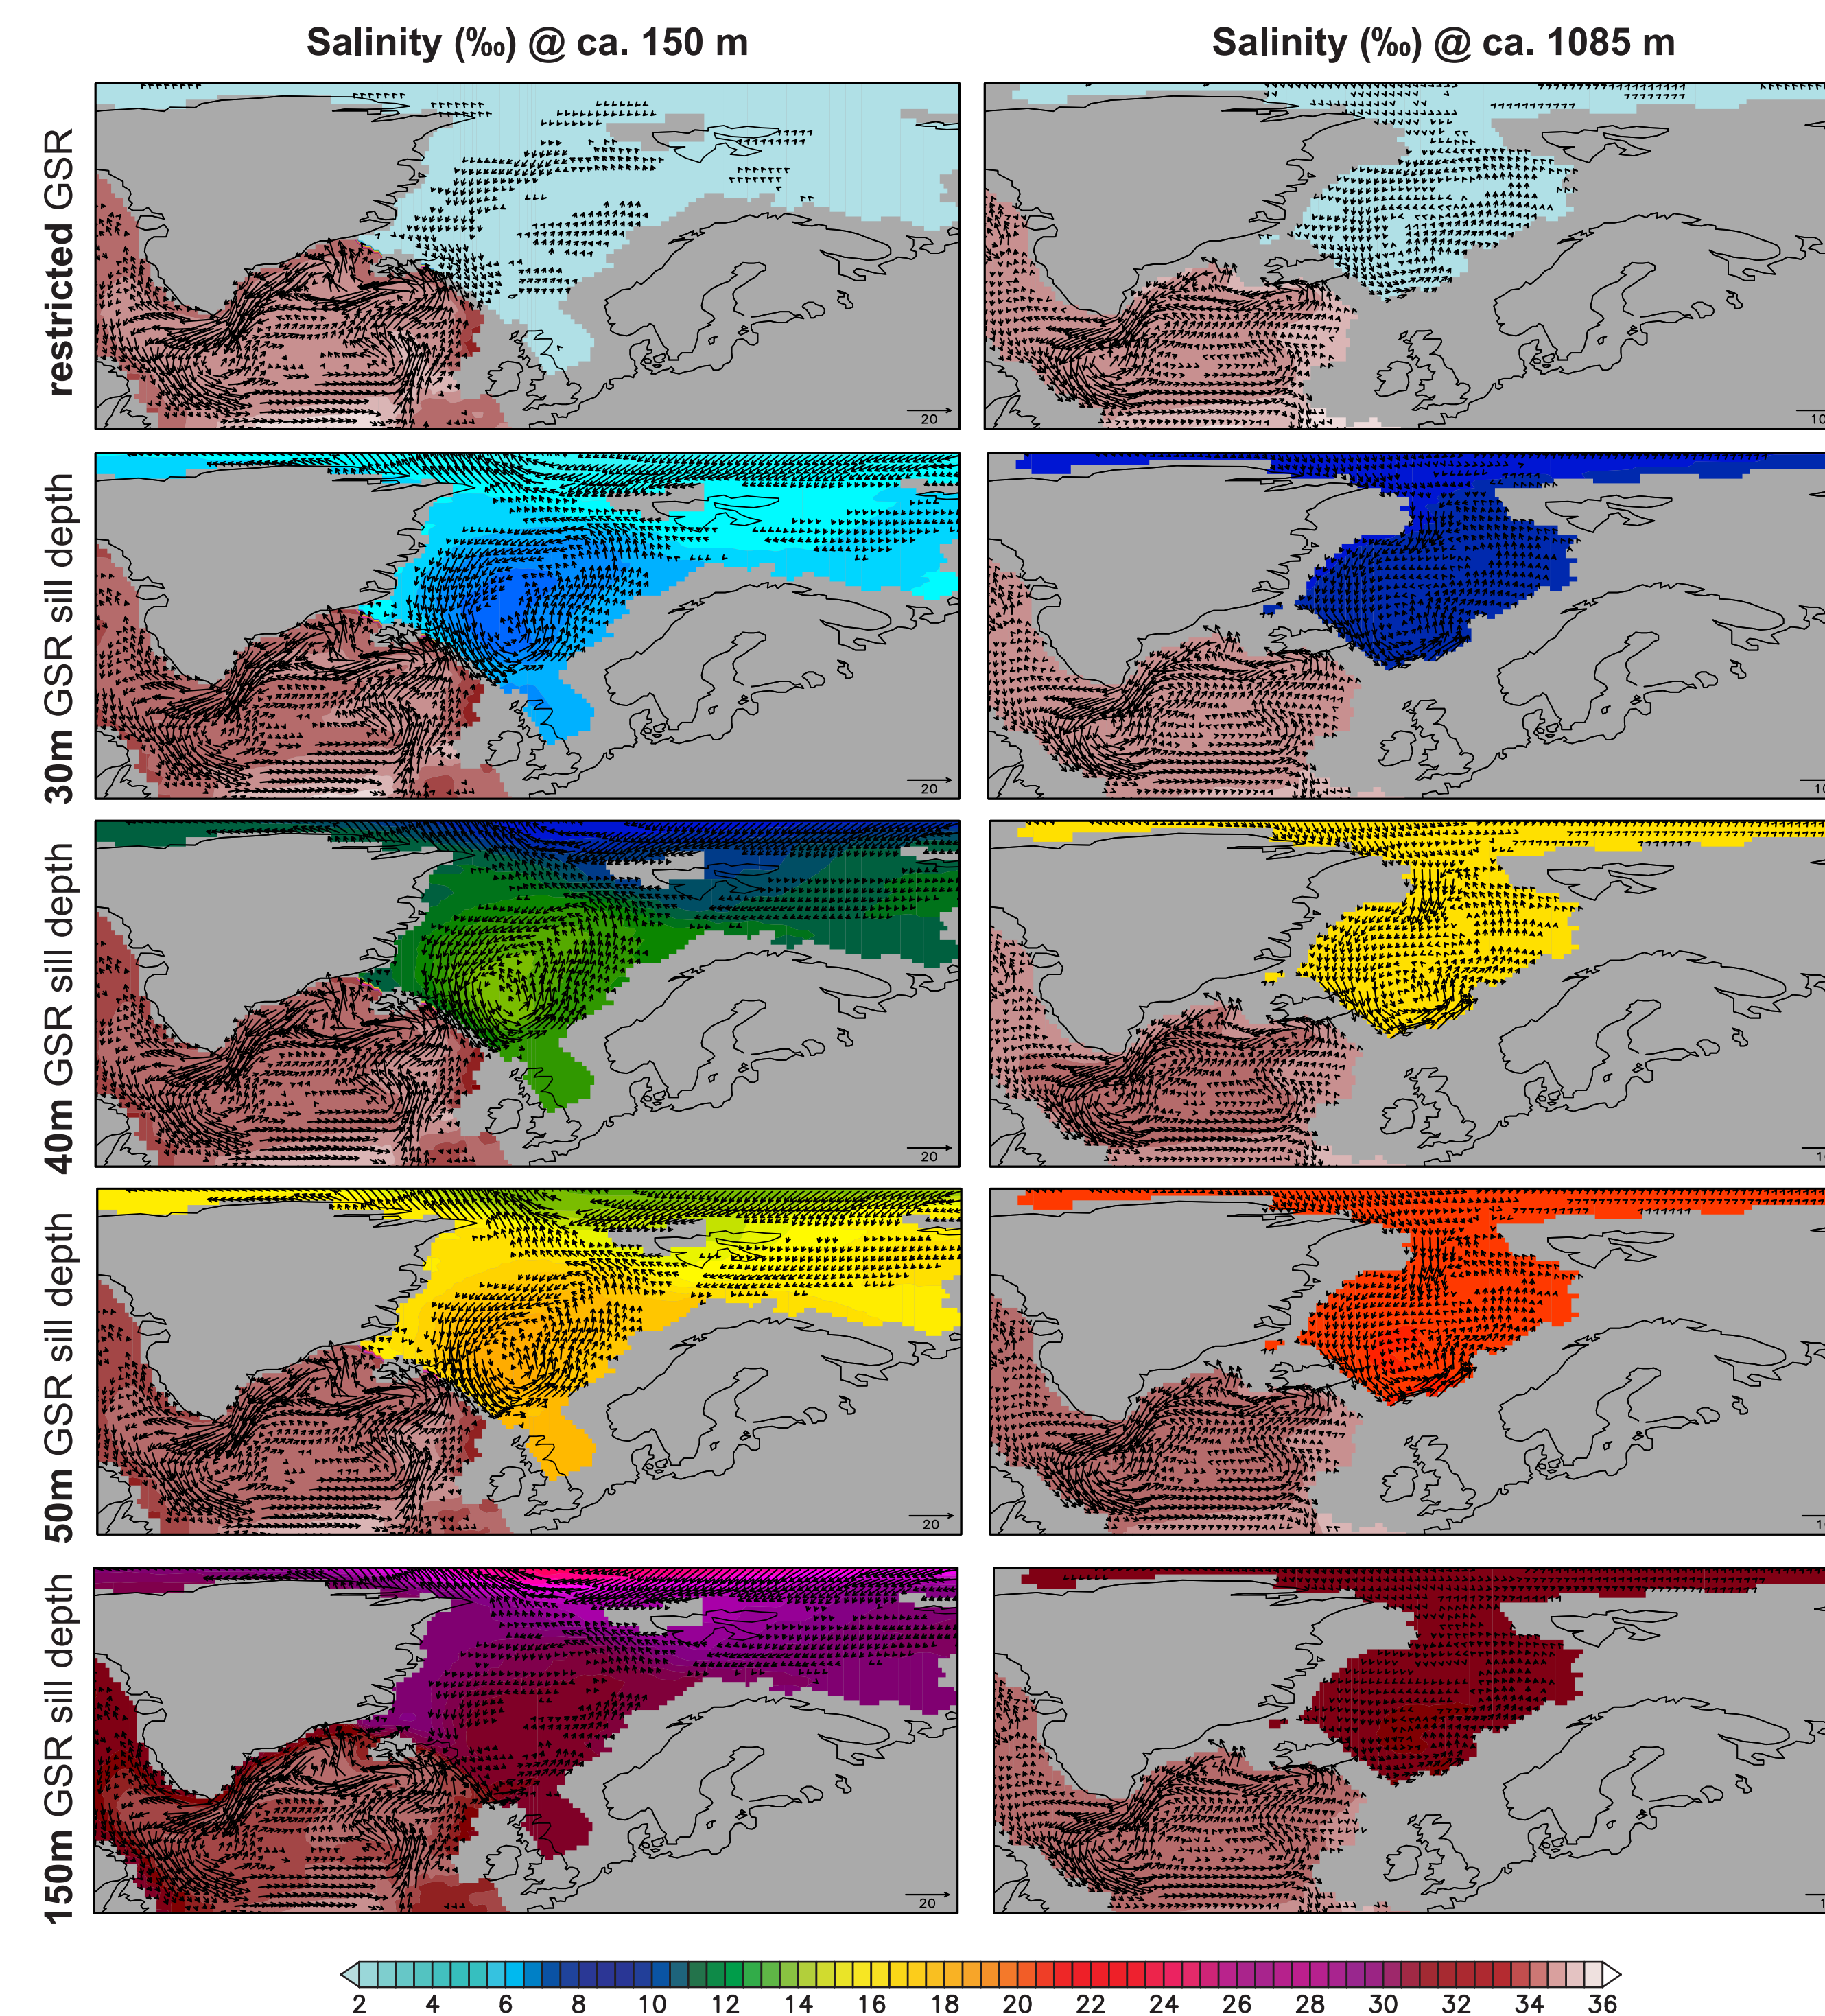 Salinity (‰) @ ca. 150 m
Salinity (‰) @ ca. 1085 m
restricted GSR
20
10
30m GSR sill depth
20
10
40m GSR sill depth
20
50m GSR sill depth
20
150m GSR sill depth
20
2 4 6 8 10 12 14 16 18 20 22 24 26 28 30 32 34 36